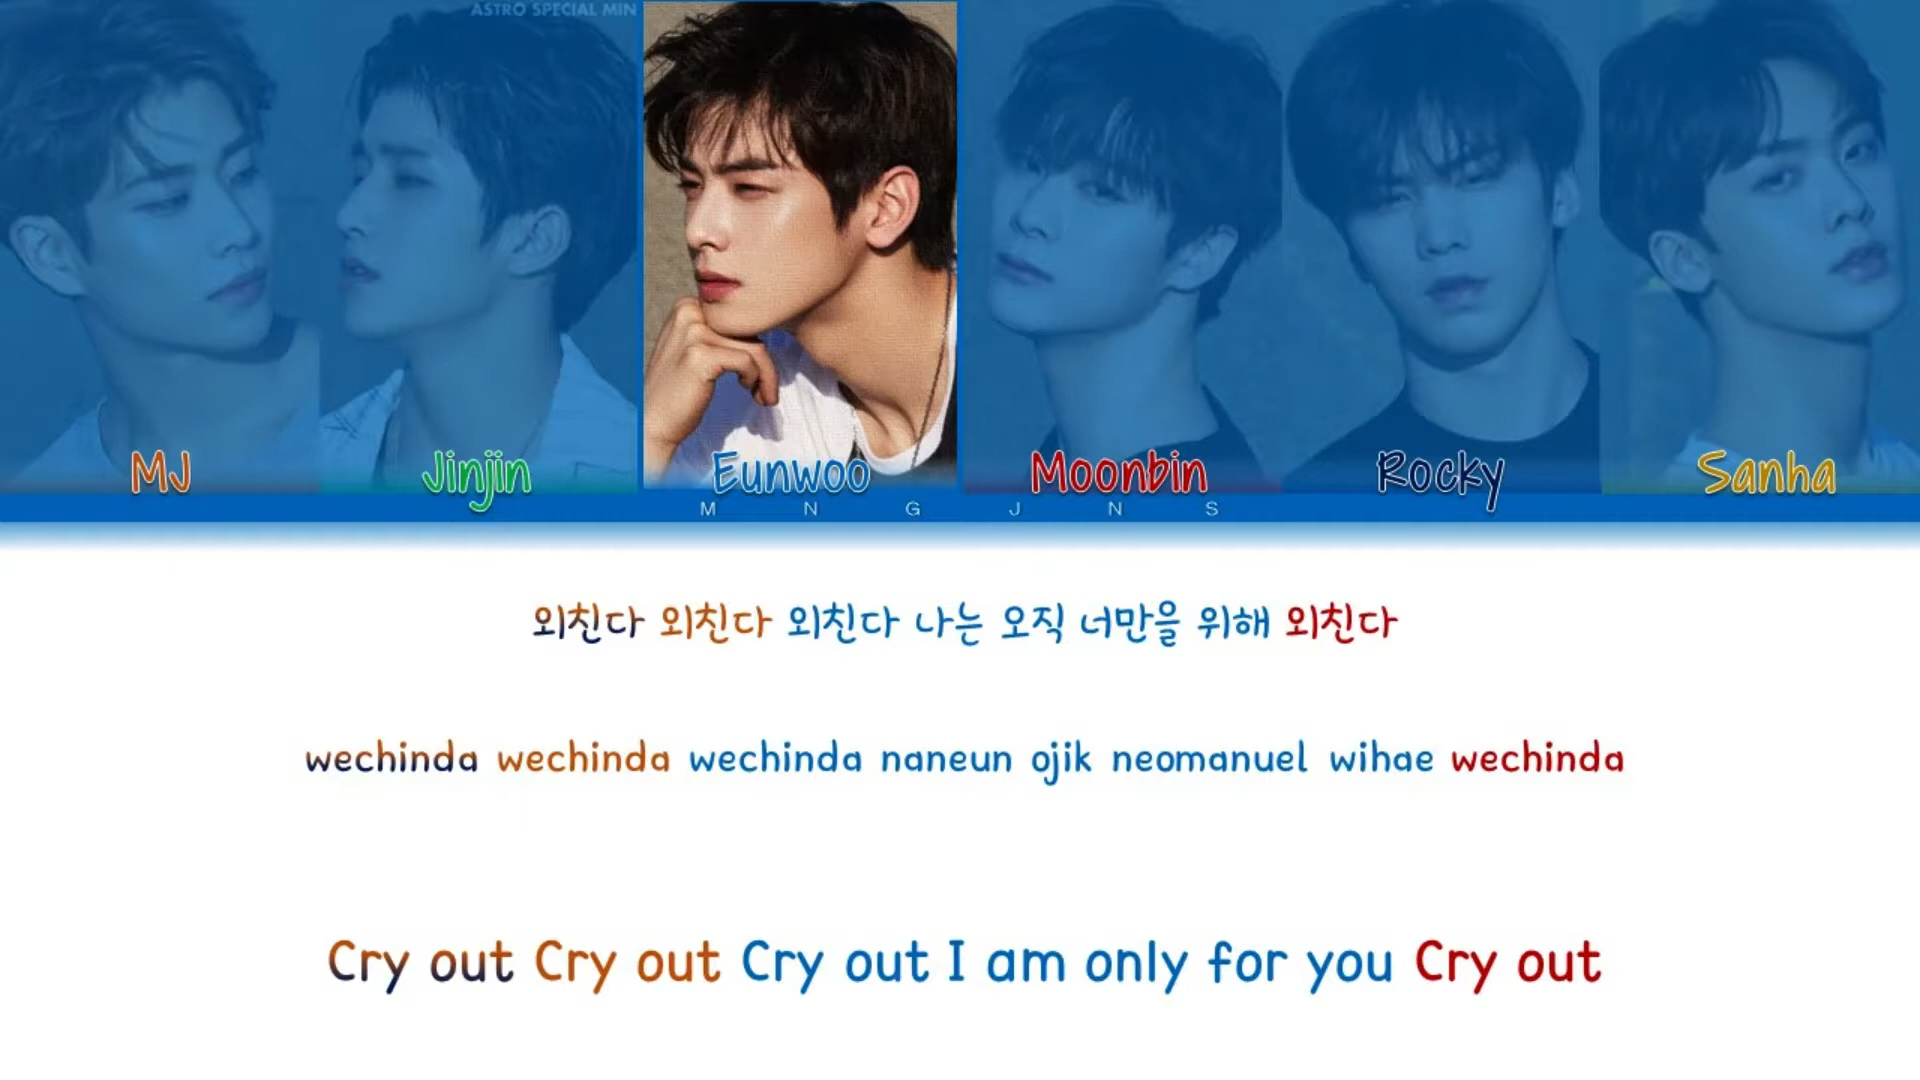 ASTRO SPECIAL MIN
MJ Jinjin Eunwoo Moonbin Rocky Sanha
M N G J N S
외친다 외친다 외친다 나는 오직 너만을 위해 외친다
wechinda wechinda wechinda naneun ojik neomanuel wihae wechinda
Cry out Cry out Cry out I am only for you Cry out